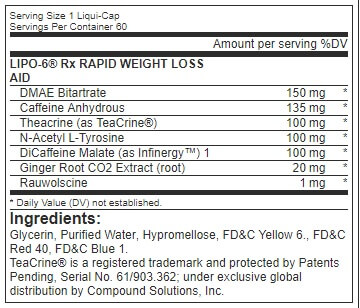 Serving Size 1 Liqui-Cap
Servings Per Container 60
Amount per serving %DV
LIPO-6® Rx RAPID WEIGHT LOSS
AID
DMAE Bitartrate 150 mg *
Caffeine Anhydrous 135 mg *
Theacrine (as TeaCrine®) 100 mg *
N-Acetyl L-Tyrosine 100 mg *
DiCaffeine Malate (as Infinergy™) 1 100 mg *
Ginger Root CO2 Extract (root) 20 mg *
Rauwolscine 1 mg *
* Daily Value (DV) not established.
Ingredients:
Glycerin, Purified Water, Hypromellose, FD&C Yellow 6., FD&C
Red 40, FD&C Blue 1.
TeaCrine® is a registered trademark and protected by Patents
Pending, Serial No. 61/903.362; under exclusive global
distribution by Compound Solutions, Inc.